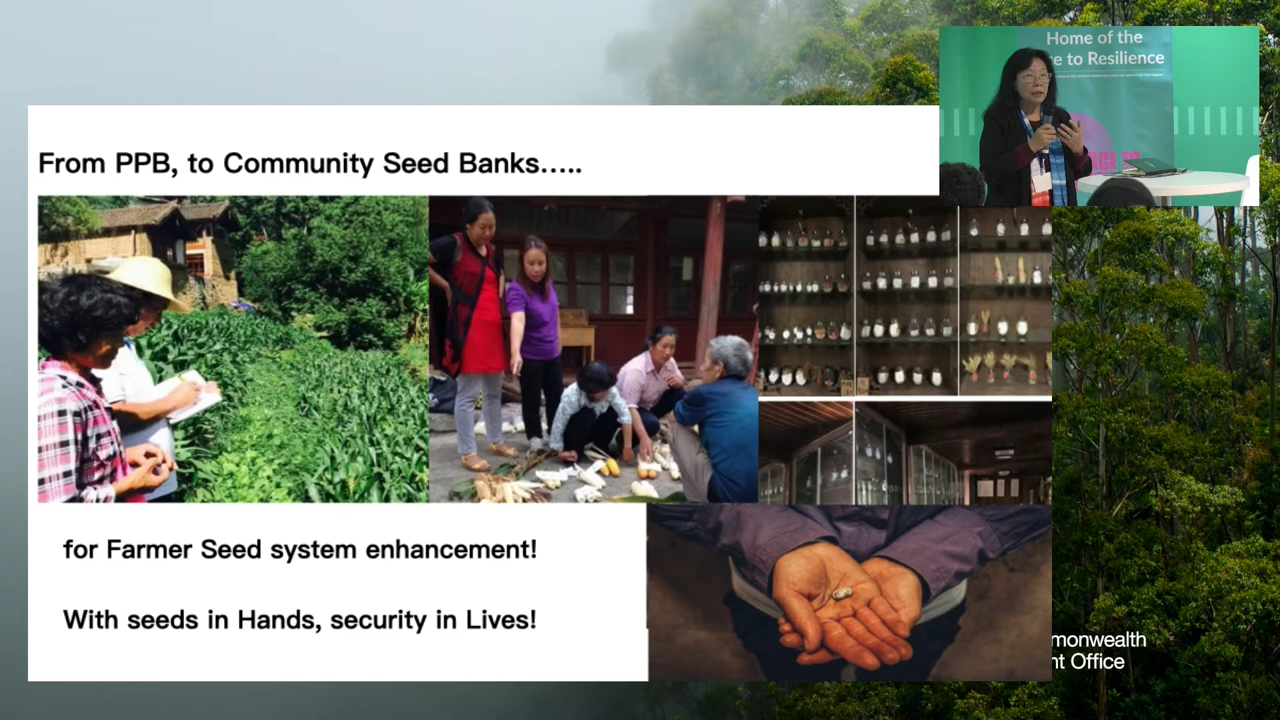 Home of the
e to Resilience
From PPB, to Community Seed Banks.....
for Farmer Seed system enhancement!
With seeds in Hands, security in Lives!
monwealth
nt Office